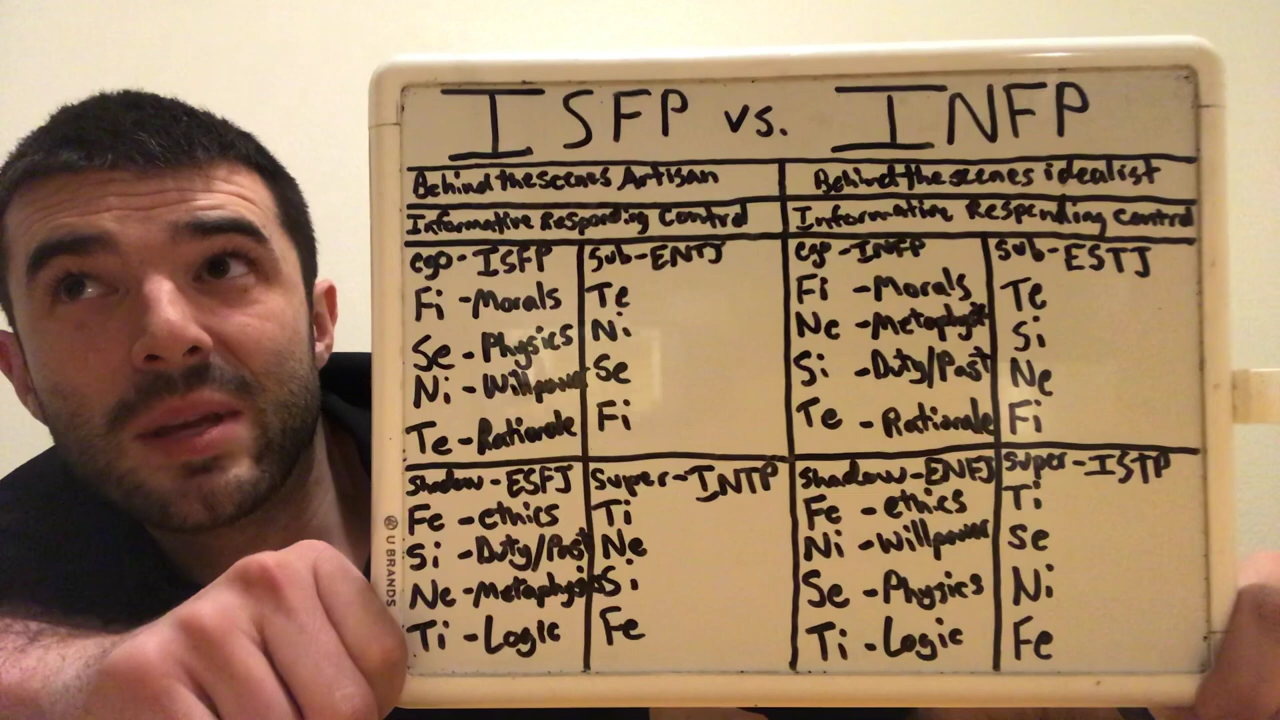 ISFP vs. INFP
Behind the scenes Artisan
Behind the scenes idealist
Informative Responding Control
Informative Responding Control
ego-ISFP
Fi -Morals
Se -Physics
Ni -Willpower
Te -Rationale
Sub-ENTJ
Te
Ni
Se
Fi
ego-INFP
Fi -Morals
Ne -Metaphysics
Si -Duty/Past
Te -Rationale
Sub-ESTJ
Te
Si
Ne
Fi
Shadow-ESFJ
Fe -ethics
Si -Duty/Past
Ne -Metaphysics
Ti -Logic
Super-INTP
Ti
Ne
Si
Fe
Shadow-ENFJ
Fe -ethics
Ni -Willpower
Se -Physics
Ti -Logic
Super-ISTP
Ti
Se
Ni
Fe
U BRANDS